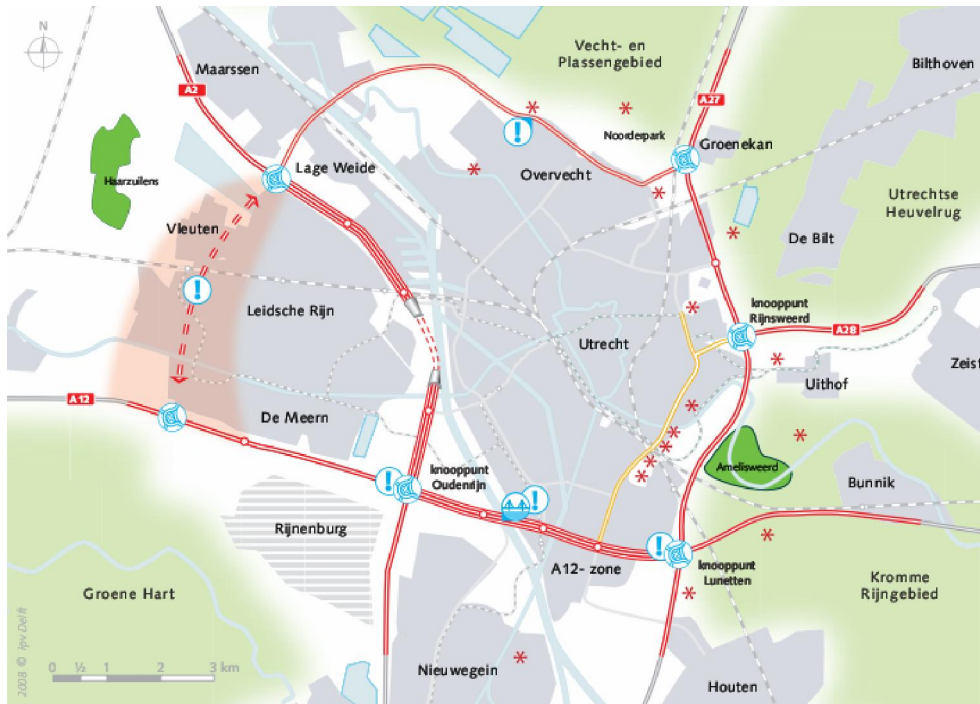 N
Maarssen
A2
Vecht- en
Plassengebied
Bilthoven
A27
Noorderpark
Groenekan
Haarzuilens
Lage Weide
Overvecht
Utrechtse
Heuvelrug
Vleuten
De Bilt
Leidsche Rijn
knooppunt
Rijnsweerd
A28
Utrecht
Uithof
Zeist
A12
De Meern
knooppunt
Oudenrijn
Amelisweerd
Bunnik
Rijnenburg
A12- zone
knooppunt
Lunetten
Groene Hart
Kromme
Rijngebied
2008 © ipv Delft
0 ½ 1 2 3 km
Nieuwegein
Houten